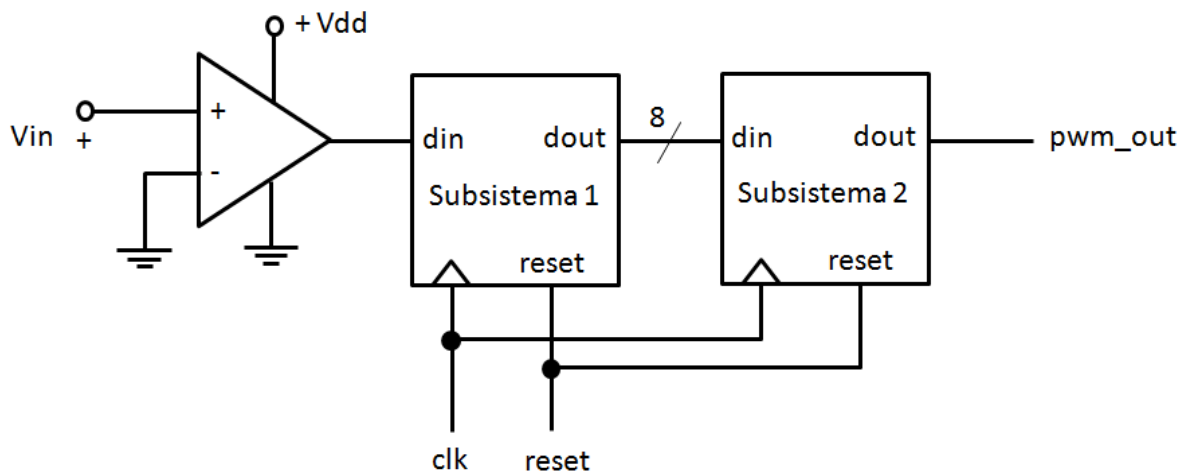 + Vdd
Vin +
+
-
din
dout
Subsistema 1
reset
8
din
dout
Subsistema 2
reset
pwm_out
clk
reset